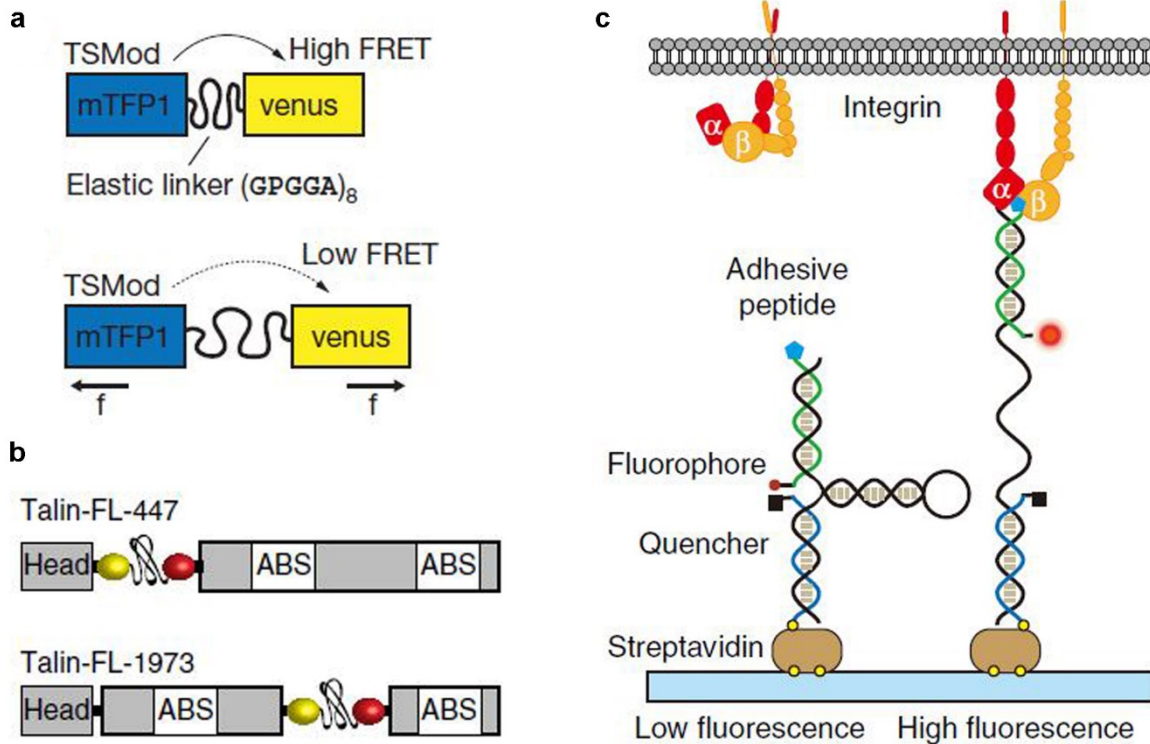 a
TSMod
High FRET
mTFP1
venus
Elastic linker (GPGGA)8
Low FRET
TSMod
mTFP1
venus
f
f
b
Talin-FL-447
Head
ABS
ABS
Talin-FL-1973
Head
ABS
ABS
c
Integrin
α
β
α
β
Adhesive
peptide
Fluorophore
Quencher
Streptavidin
Low fluorescence
High fluorescence